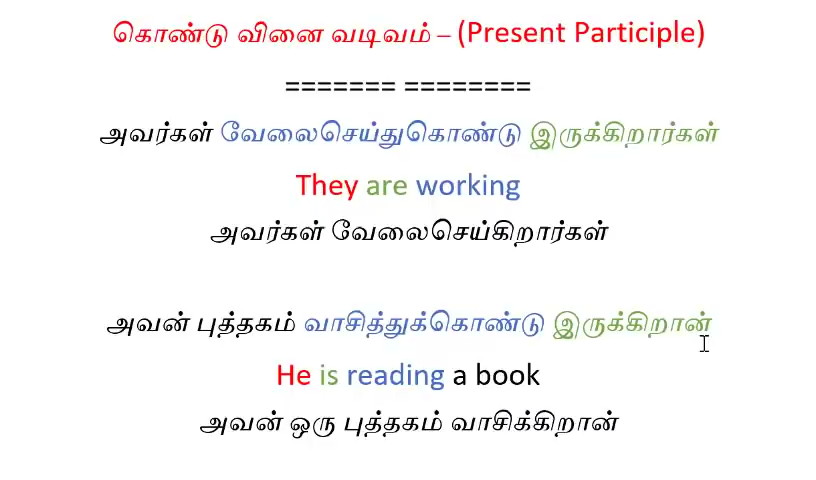 கொண்டு வினை வடிவம் – (Present Participle)
======= ========
அவர்கள் வேலைசெய்துகொண்டு இருக்கிறார்கள்
They are working
அவர்கள் வேலைசெய்கிறார்கள்
அவன் புத்தகம் வாசித்துக்கொண்டு இருக்கிறான்
He is reading a book
அவன் ஒரு புத்தகம் வாசிக்கிறான்